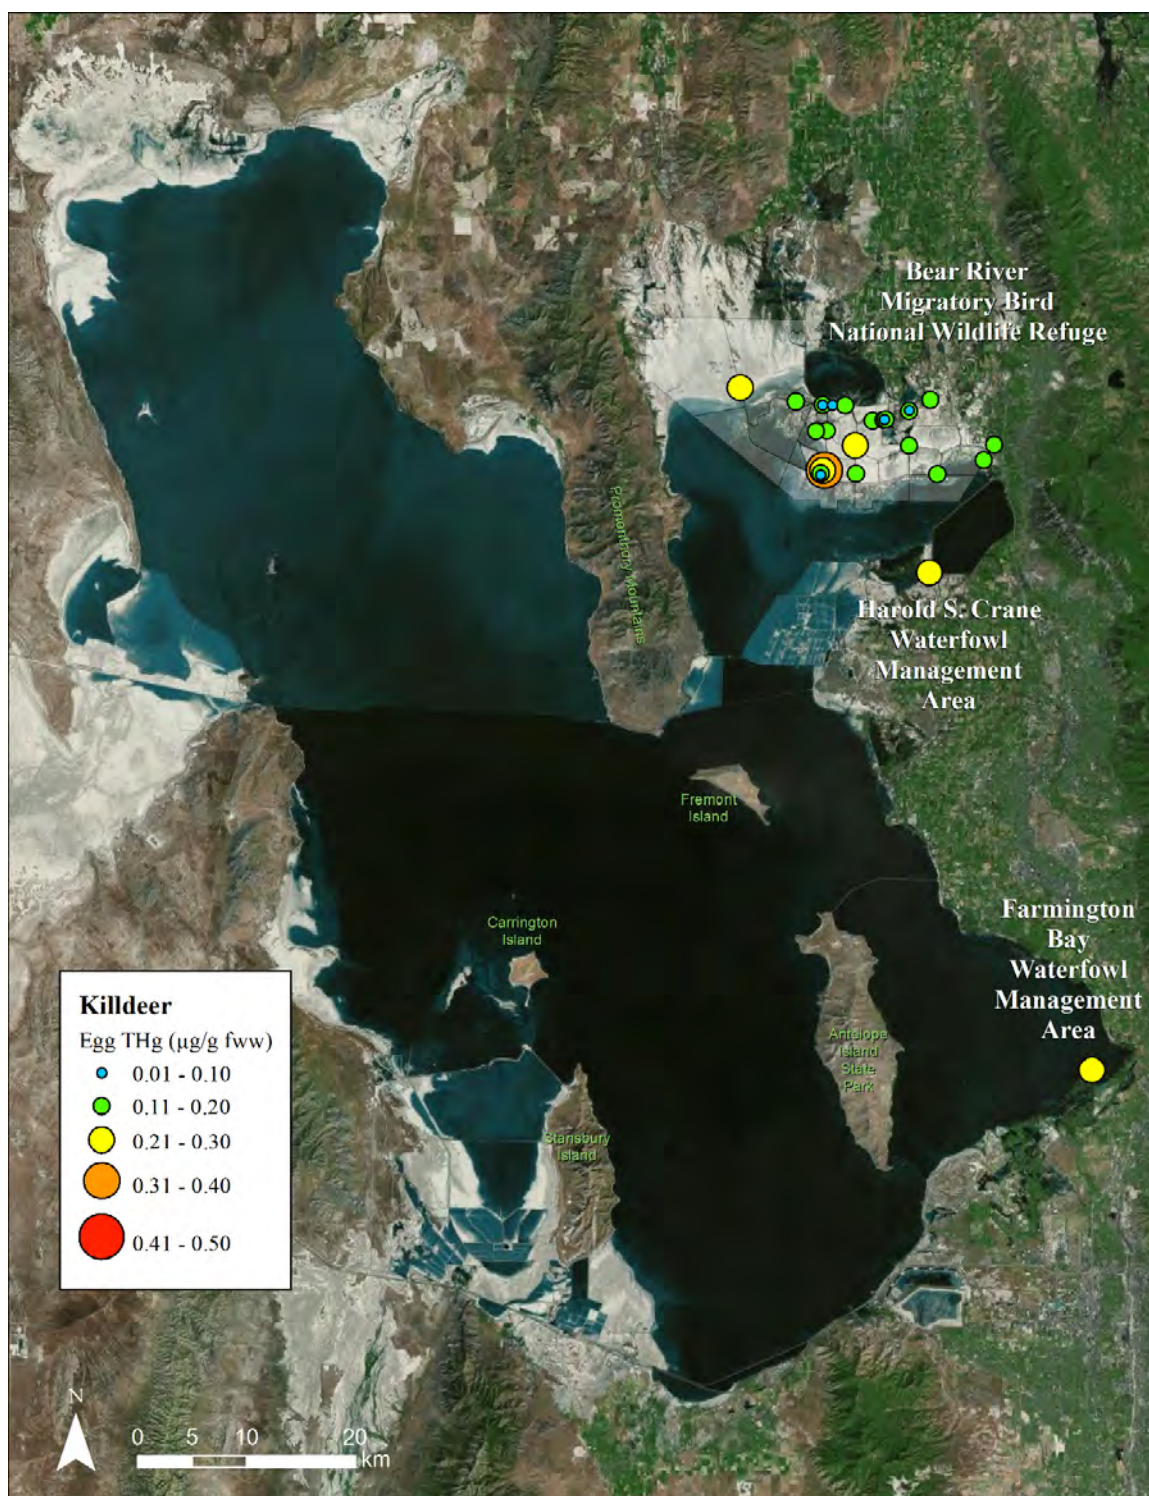 Bear River
Migratory Bird
National Wildlife Refuge
Promontory Mountains
Harold S. Crane
Waterfowl
Management
Area
Fremont
Island
Carrington
Island
Farmington
Bay
Waterfowl
Management
Area
Antelope
Island
State
Park
Stansbury
Island
Killdeer
Egg THg (µg/g fww)
0.01 - 0.10
0.11 - 0.20
0.21 - 0.30
0.31 - 0.40
0.41 - 0.50
N
0 5 10 20
km